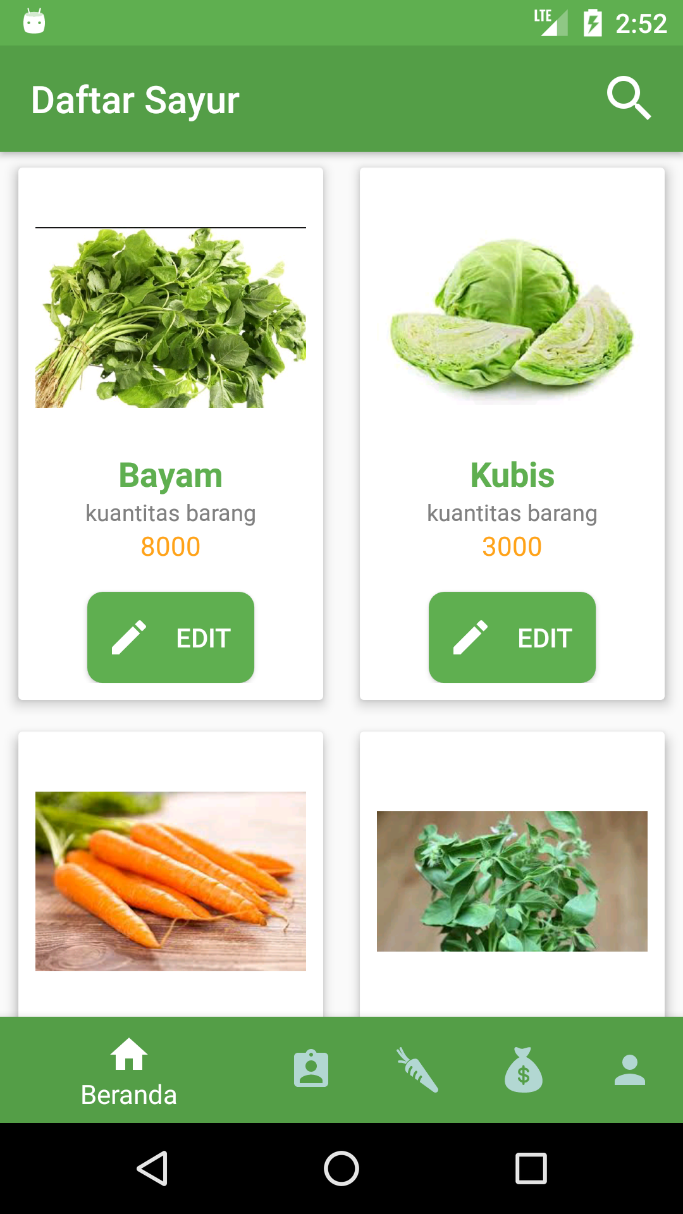 LTE 2:52
Daftar Sayur
Bayam
kuantitas barang
8000
EDIT
Kubis
kuantitas barang
3000
EDIT
$
Beranda